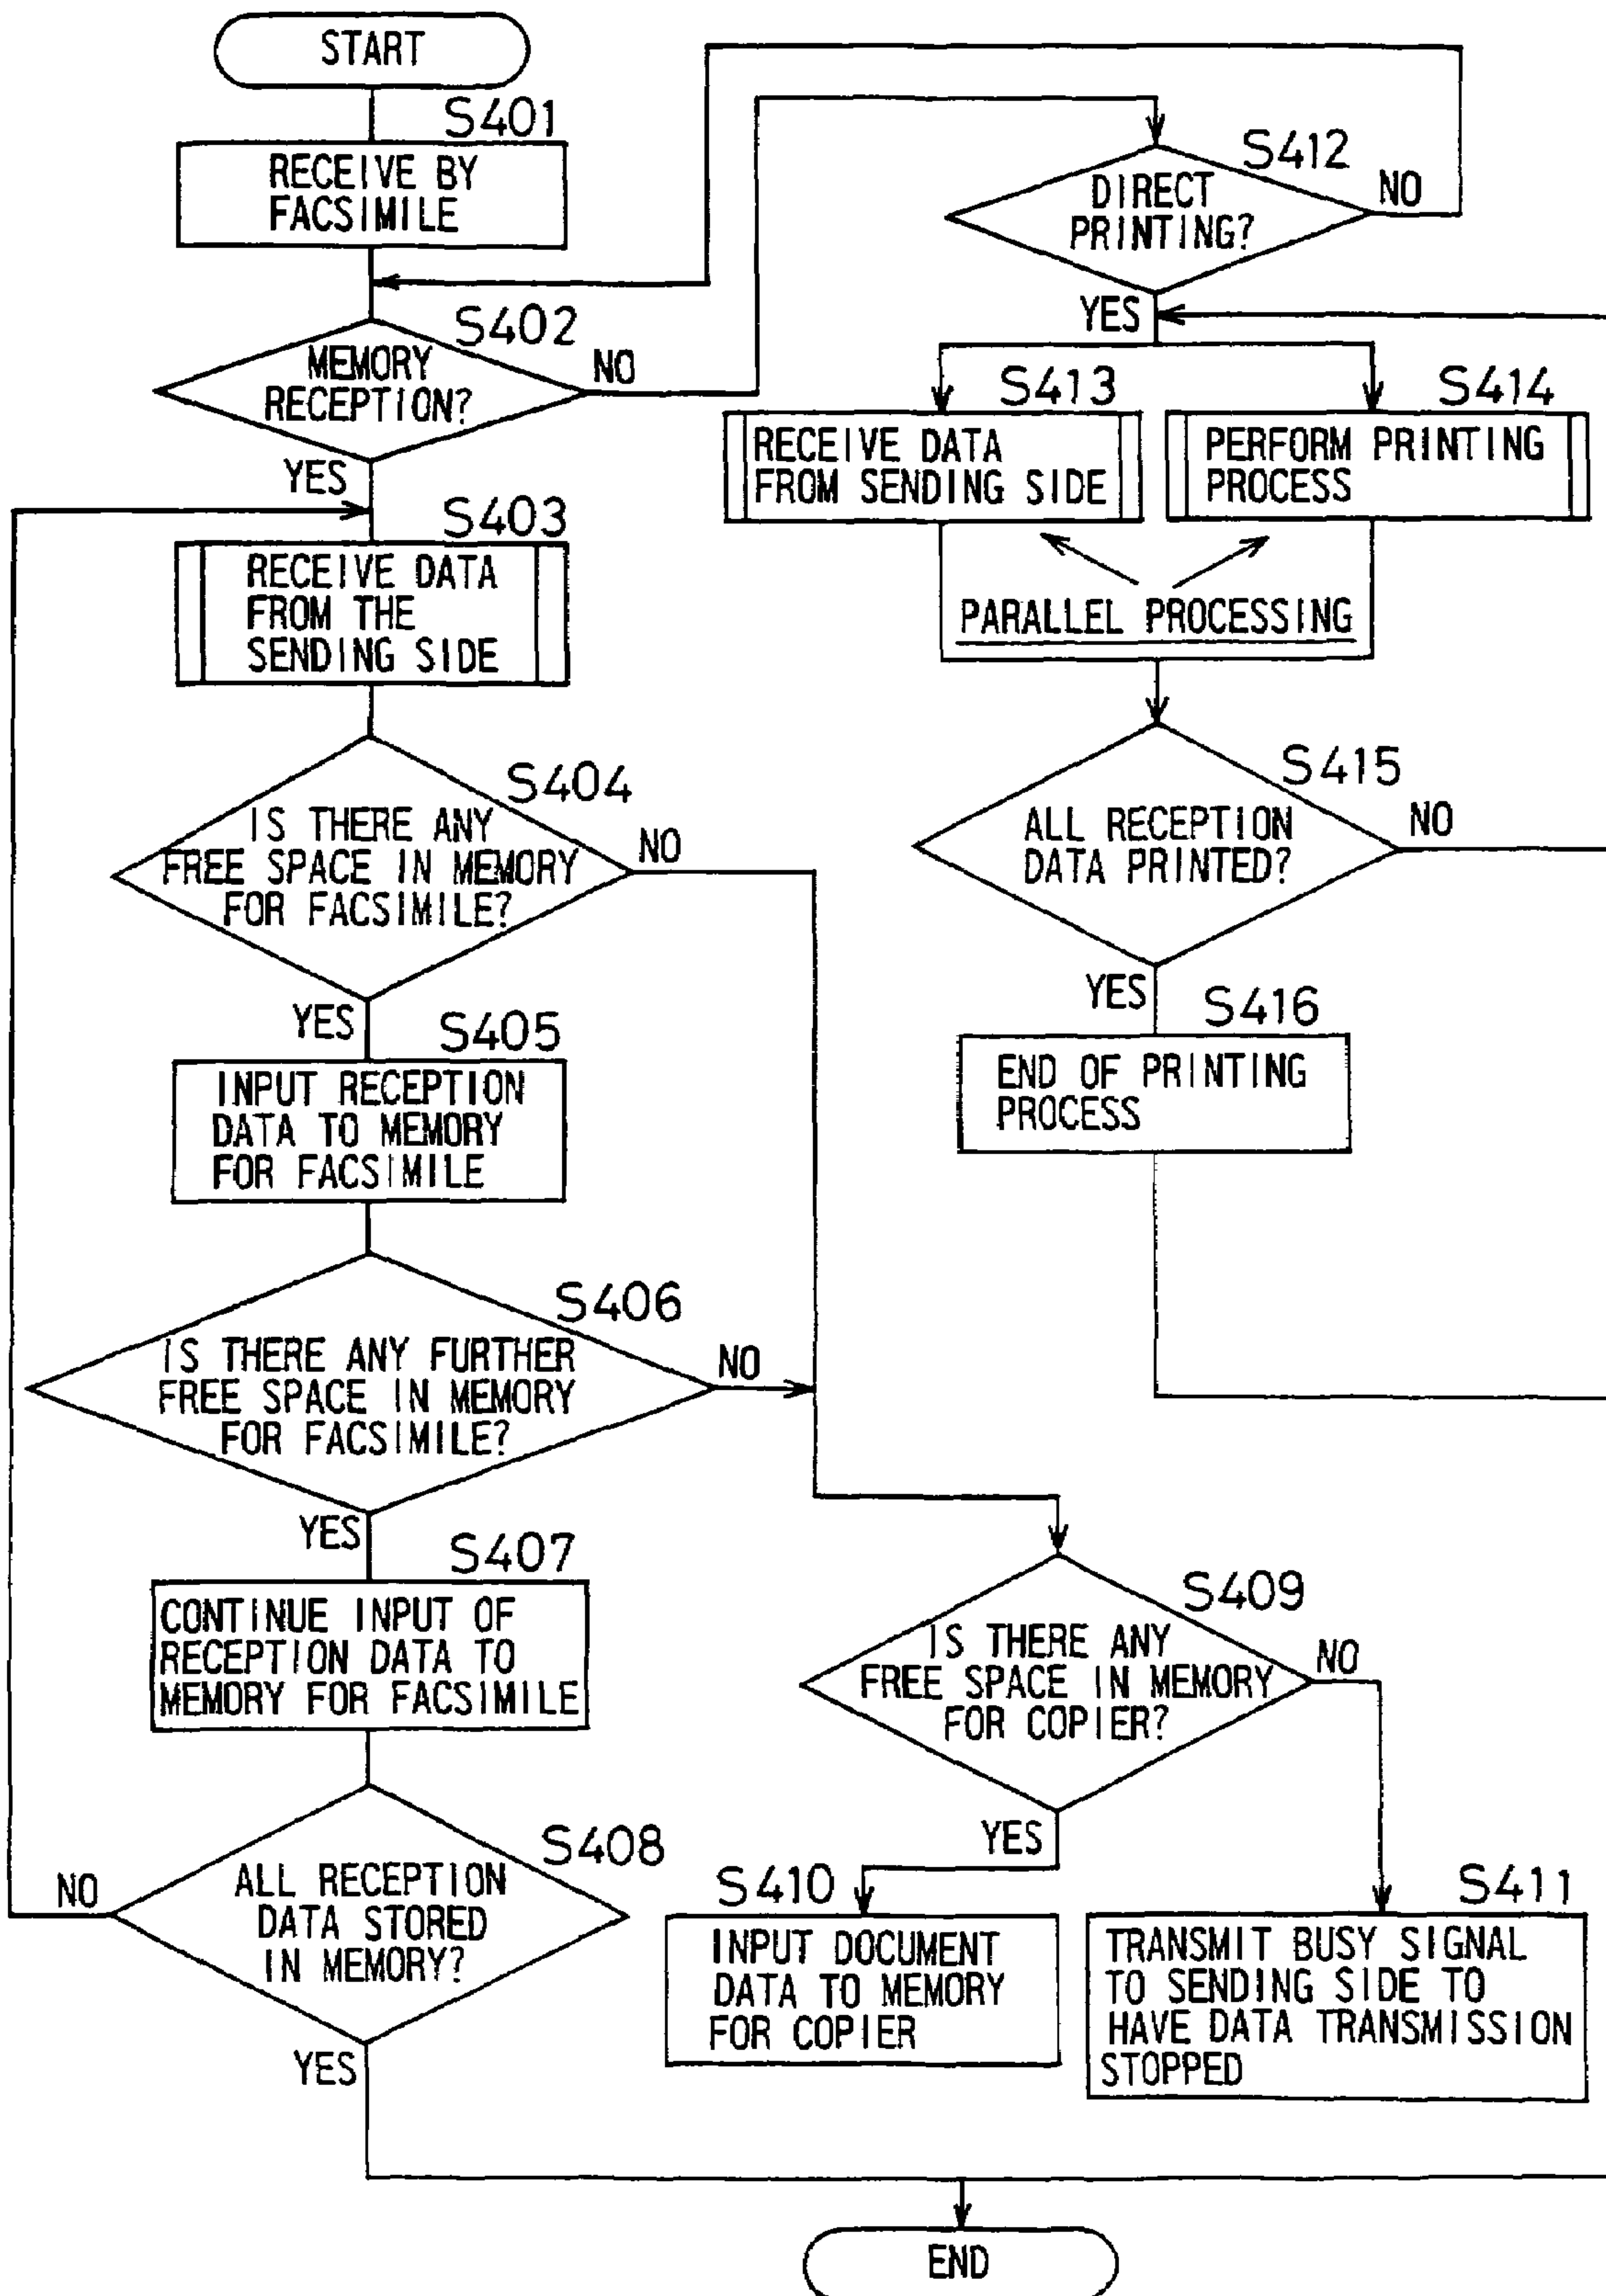 START
S401
RECEIVE BY
FACSIMILE
S402
MEMORY
RECEPTION?
NO
YES
S403
RECEIVE DATA
FROM THE
SENDING SIDE
S404
IS THERE ANY
FREE SPACE IN MEMORY
FOR FACSIMILE?
NO
YES
S405
INPUT RECEPTION
DATA TO MEMORY
FOR FACSIMILE
S406
IS THERE ANY FURTHER
FREE SPACE IN MEMORY
FOR FACSIMILE?
NO
YES
S407
CONTINUE INPUT OF
RECEPTION DATA TO
MEMORY FOR FACSIMILE
S408
ALL RECEPTION
DATA STORED
IN MEMORY?
NO
YES
S412
DIRECT
PRINTING?
NO
YES
S413
RECEIVE DATA
FROM SENDING SIDE
S414
PERFORM PRINTING
PROCESS
PARALLEL PROCESSING
S415
ALL RECEPTION
DATA PRINTED?
NO
YES
S416
END OF PRINTING
PROCESS
S409
IS THERE ANY
FREE SPACE IN MEMORY
FOR COPIER?
NO
YES
S410
INPUT DOCUMENT
DATA TO MEMORY
FOR COPIER
S411
TRANSMIT BUSY SIGNAL
TO SENDING SIDE TO
HAVE DATA TRANSMISSION
STOPPED
END